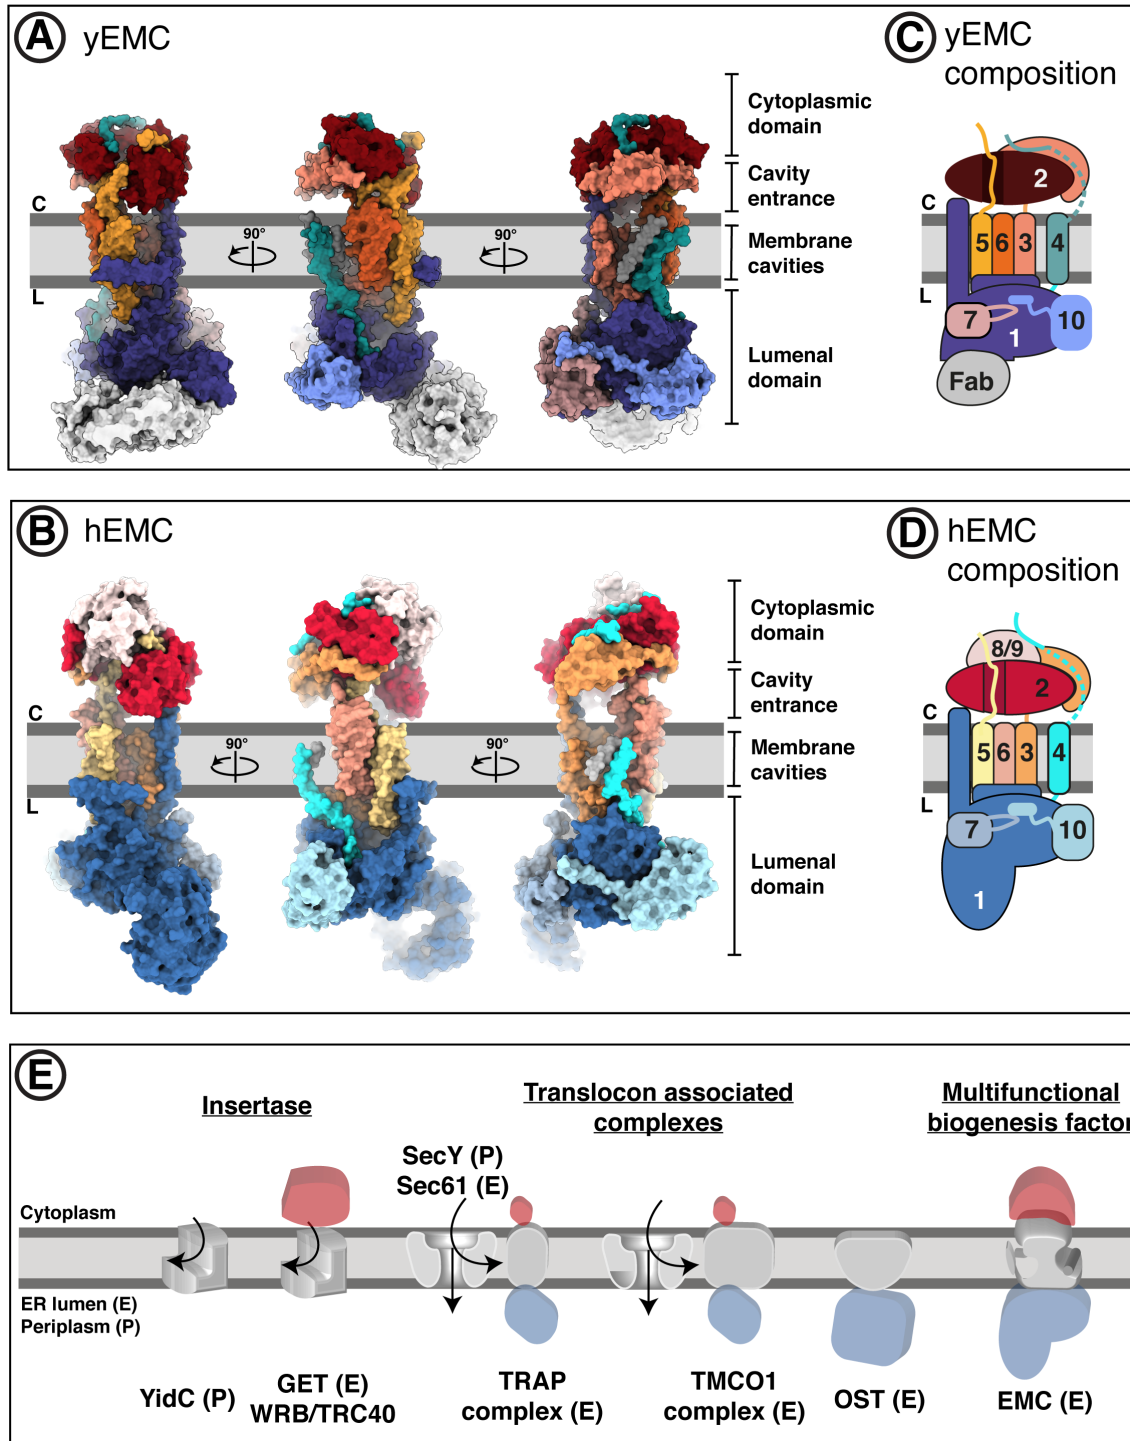 A yEMC
C yEMC
composition
Cytoplasmic
domain
Cavity
entrance
Membrane
cavities
Lumenal
domain
C
L
90°
90°
C
L
2
5 6 3 4
7
1
10
Fab
B hEMC
D hEMC
composition
Cytoplasmic
domain
Cavity
entrance
Membrane
cavities
Lumenal
domain
C
L
90°
90°
C
L
8/9
2
5 6 3 4
7
10
1
E
Insertase
Translocon associated
complexes
Multifunctional
biogenesis factor
SecY (P)
Sec61 (E)
Cytoplasm
ER lumen (E)
Periplasm (P)
YidC (P)
GET (E)
WRB/TRC40
TRAP
complex (E)
TMCO1
complex (E)
OST (E)
EMC (E)